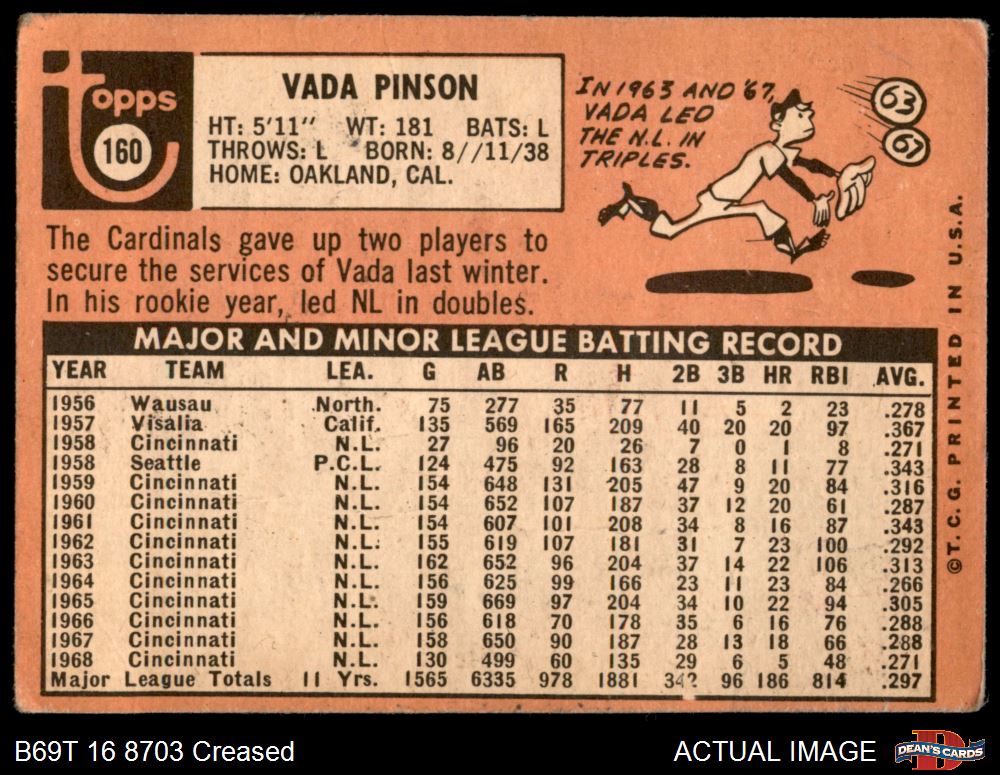 Topps
160
VADA PINSON
HT: 5'11" WT: 181 BATS: L
THROWS: L BORN: 8//11/38
HOME: OAKLAND, CAL.
IN 1963 AND '67,
VADA LED
THE N.L. IN
TRIPLES.
63
67
The Cardinals gave up two players to
secure the services of Vada last winter.
In his rookie year, led NL in doubles.
MAJOR AND MINOR LEAGUE BATTING RECORD
YEAR TEAM LEA. G AB R H 2B 3B HR RBI AVG.
1956 Wausau North. 75 277 35 77 11 5 2 23 .278
1957 Visalia Calif. 135 569 165 209 40 20 20 97 .367
1958 Cincinnati N.L. 27 96 20 26 7 0 1 8 .271
1958 Seattle P.C.L. 124 475 92 163 28 8 11 77 .343
1959 Cincinnati N.L. 154 648 131 205 47 9 20 84 .316
1960 Cincinnati N.L. 154 652 107 187 37 12 20 61 .287
1961 Cincinnati N.L. 154 607 101 208 34 8 16 87 .343
1962 Cincinnati N.L. 155 619 107 181 31 7 23 100 .292
1963 Cincinnati N.L. 162 652 96 204 37 14 22 106 .313
1964 Cincinnati N.L. 156 625 99 166 23 11 23 84 .266
1965 Cincinnati N.L. 159 669 97 204 34 10 22 94 .305
1966 Cincinnati N.L. 156 618 70 178 35 6 16 76 .288
1967 Cincinnati N.L. 158 650 90 187 28 13 18 66 .288
1968 Cincinnati N.L. 130 499 60 135 29 6 5 48 .271
Major League Totals 11 Yrs. 1565 6335 978 1881 96 186 814 .297
©T.C.G. PRINTED IN U.S.A.
B69T 16 8703 Creased
ACTUAL IMAGE
DEAN'S CARDS